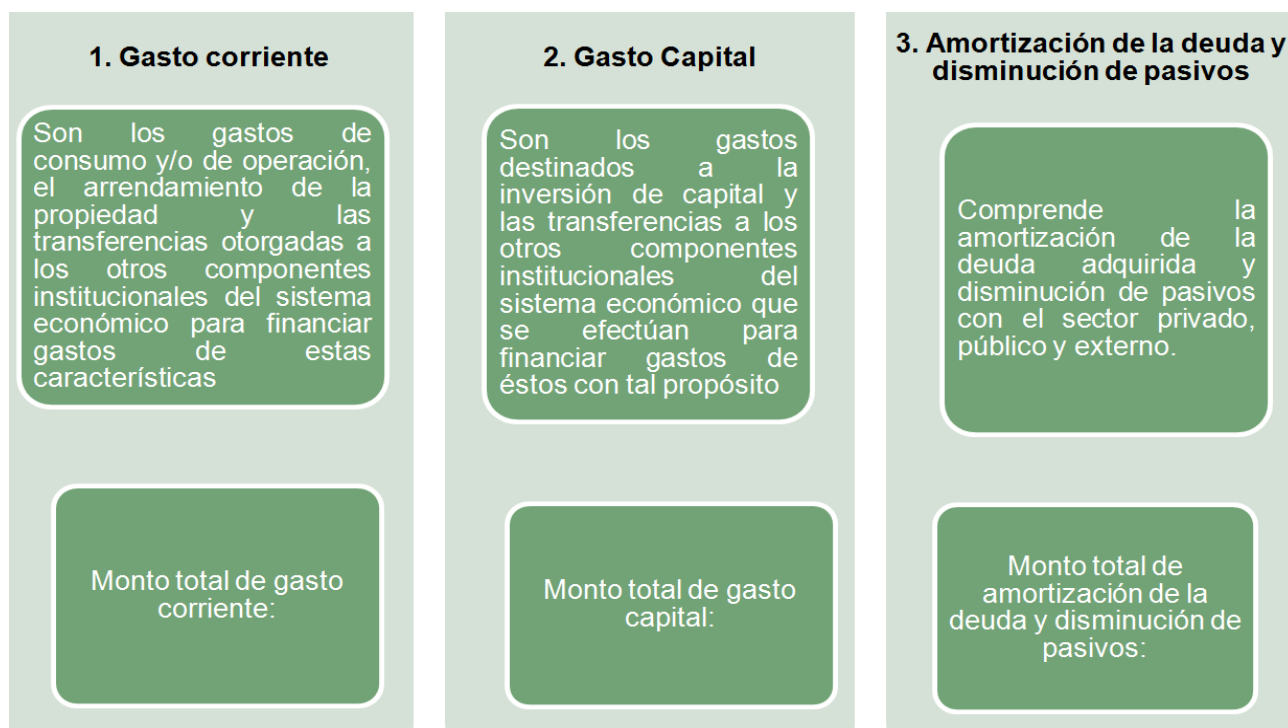 1. Gasto corriente
Son los gastos de
consumo y/o de operación,
el arrendamiento de la
propiedad y las
transferencias otorgadas a
los otros componentes
institucionales del sistema
económico para financiar
gastos de estas
características
Monto total de gasto
corriente:
2. Gasto Capital
Son los gastos
destinados a la
inversión de capital y
las transferencias a los
otros componentes
institucionales del
sistema económico que
se efectúan para
financiar gastos de
éstos con tal propósito
Monto total de gasto
capital:
3. Amortización de la deuda y
disminución de pasivos
Comprende la
amortización de la
deuda adquirida y
disminución de pasivos
con el sector privado,
público y externo.
Monto total de
amortización de la
deuda y disminución de
pasivos: